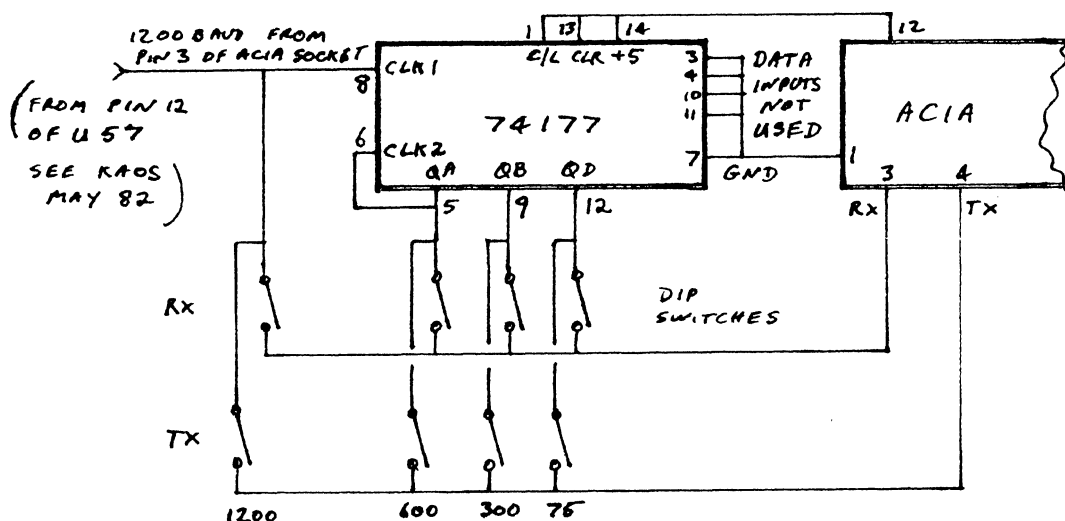 1200 BAUD FROM
PIN 3 OF ACIA SOCKET
(FROM PIN 12
OF U 57
SEE KAOS
MAY 82)
1 13 14 12
C/L CLR +5
8 CLK1
6 CLK2
74177
QA QB QD
5 9 12
3
4
10
11
7
DATA
INPUTS
NOT
USED
GND
ACIA
1
3 4
RX TX
RX
DIP
SWITCHES
TX
1200 600 300 75